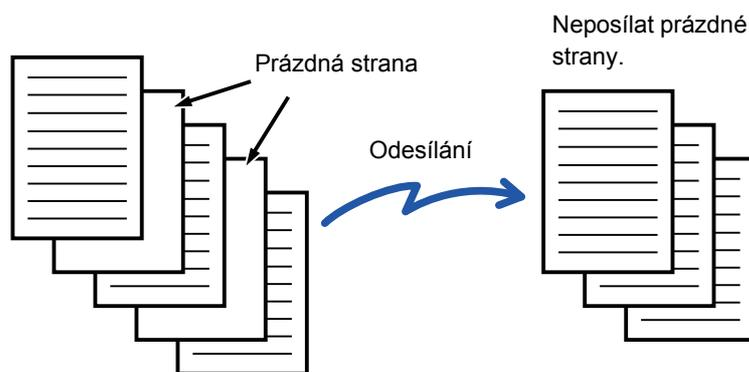 Neposílat prázdné
strany.
Prázdná strana
Odesílání